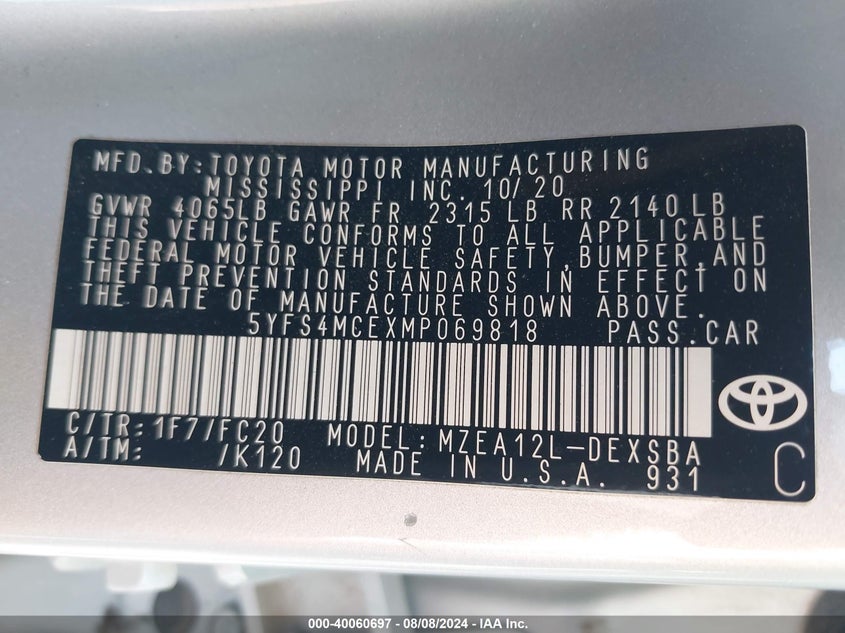 MFD. BY: TOYOTA MOTOR MANUFACTURING
MISSISSIPPI INC. 10/20
GVWR 4065LB GAWR FR 2315 LB RR 2140 LB
THIS VEHICLE CONFORMS TO ALL APPLICABLE
FEDERAL MOTOR VEHICLE SAFETY, BUMPER, AND
THEFT PREVENTION STANDARDS IN EFFECT ON
THE DATE OF MANUFACTURE SHOWN ABOVE.
5YFS4MCEXMP069818 PASS. CAR
C/TR: 1F7/FC20 MODEL: MZEA12L-DEXSBA
A/TM: /K120 MADE IN U.S.A. 931 C
000-40060697 - 08/08/2024 - IAA Inc.